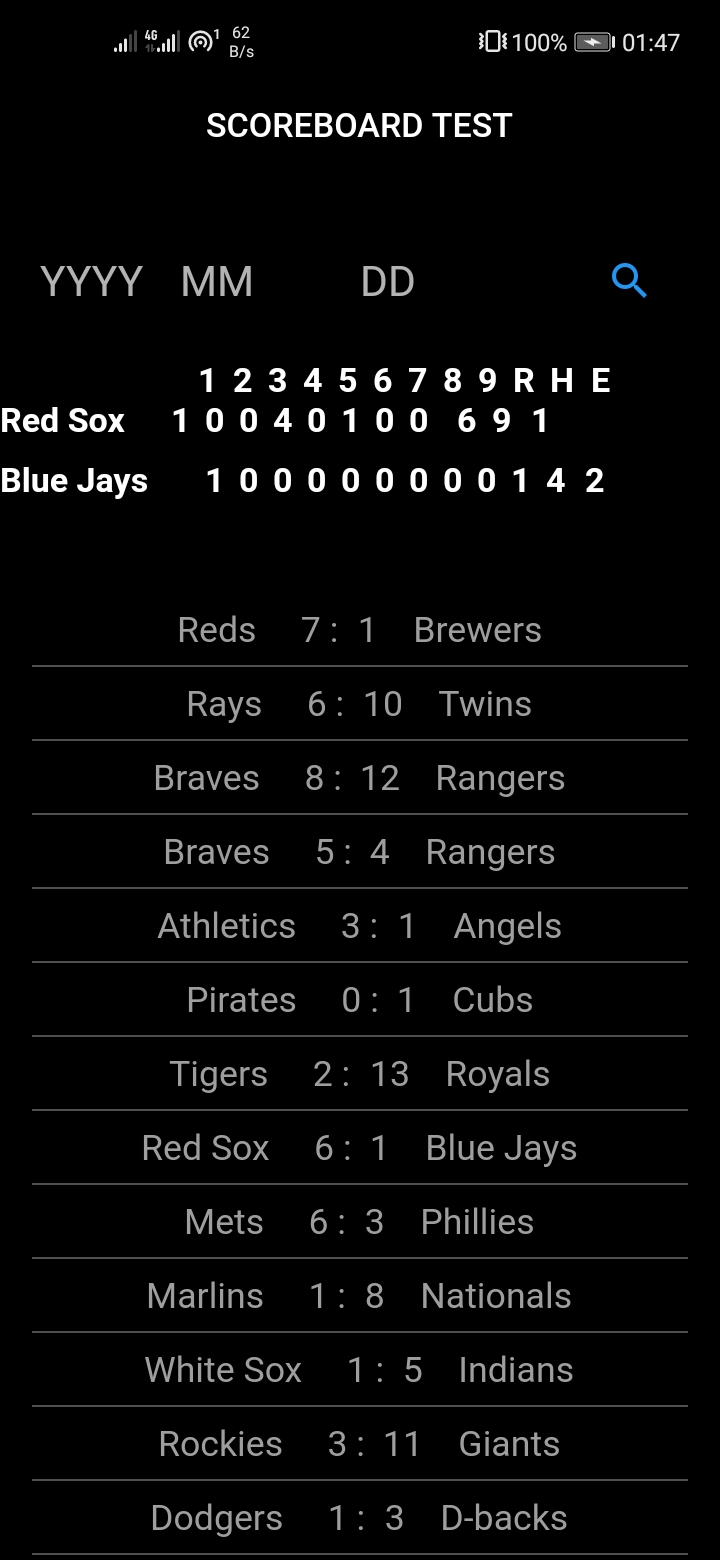 4G 1 62 B/s 100% 01:47
SCOREBOARD TEST
YYYY MM DD
1 2 3 4 5 6 7 8 9 R H E
Red Sox 1 0 0 4 0 1 0 0 6 9 1
Blue Jays 1 0 0 0 0 0 0 0 0 1 4 2
Reds 7 : 1 Brewers
Rays 6 : 10 Twins
Braves 8 : 12 Rangers
Braves 5 : 4 Rangers
Athletics 3 : 1 Angels
Pirates 0 : 1 Cubs
Tigers 2 : 13 Royals
Red Sox 6 : 1 Blue Jays
Mets 6 : 3 Phillies
Marlins 1 : 8 Nationals
White Sox 1 : 5 Indians
Rockies 3 : 11 Giants
Dodgers 1 : 3 D-backs